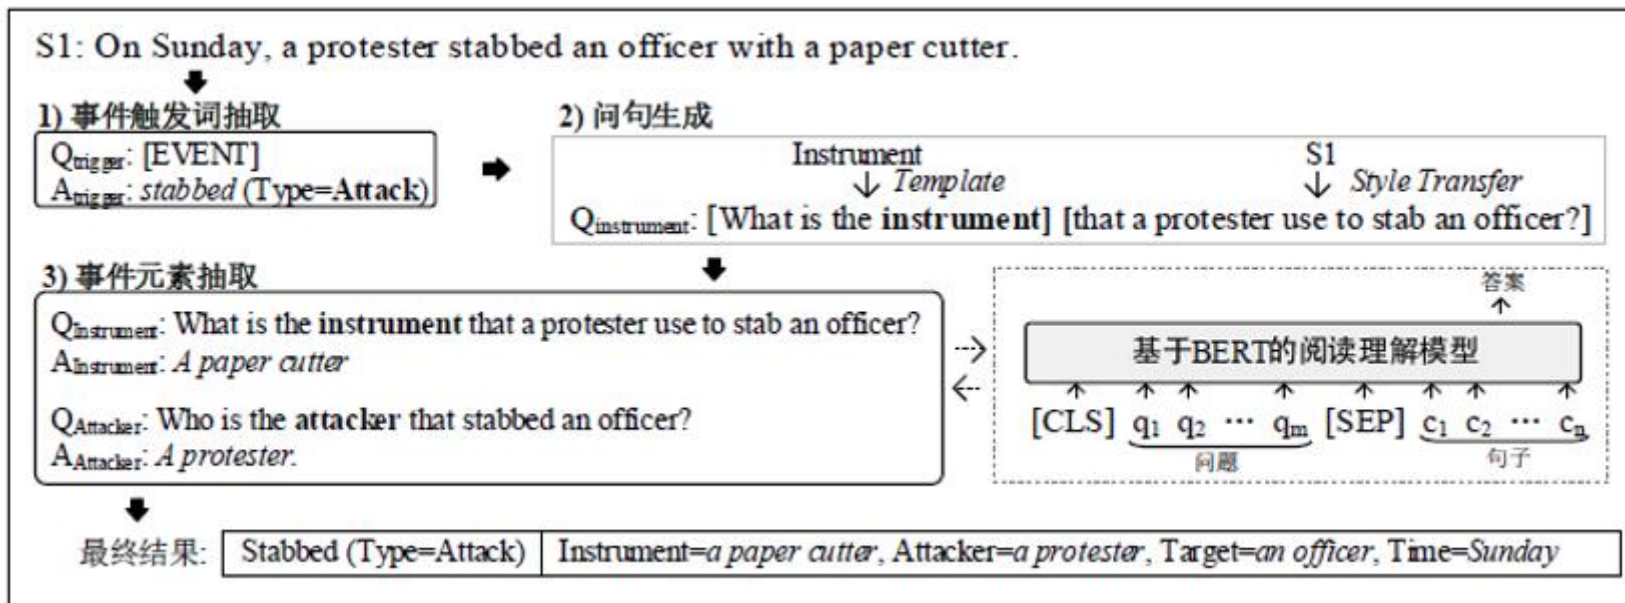 S1: On Sunday, a protester stabbed an officer with a paper cutter.
1) 事件触发词抽取
Qtrigger: [EVENT]
Atrigger: stabbed (Type=Attack)
2) 问句生成
Instrument S1
Template Style Transfer
Qinstrument: [What is the instrument] [that a protester use to stab an officer?]
3) 事件元素抽取
QInstrument: What is the instrument that a protester use to stab an officer?
AInstrument: A paper cutter
QAttacker: Who is the attacker that stabbed an officer?
AAttacker: A protester.
答案
基于BERT的阅读理解模型
[CLS] q1 q2 ··· qm [SEP] c1 c2 ··· cn
问题 句子
最终结果: Stabbed (Type=Attack) Instrument=a paper cutter, Attacker=a protester, Target=an officer, Time=Sunday